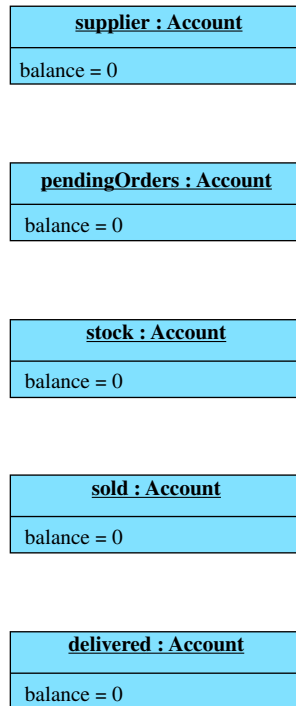 supplier : Account
balance = 0
pendingOrders : Account
balance = 0
stock : Account
balance = 0
sold : Account
balance = 0
delivered : Account
balance = 0